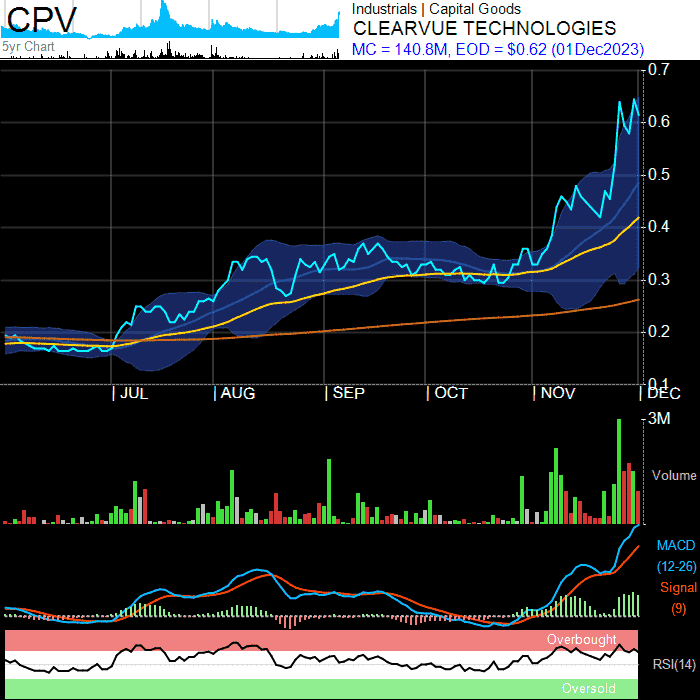 CPV
5yr Chart
Industrials | Capital Goods
CLEARVUE TECHNOLOGIES
MC = 140.8M, EOD = $0.62 (01Dec2023)
0.7
0.6
0.5
0.4
0.3
0.2
0.1
| JUL | AUG | SEP | OCT | NOV | DEC
3M
Volume
MACD
(12-26)
Signal
(9)
Overbought
RSI(14)
Oversold